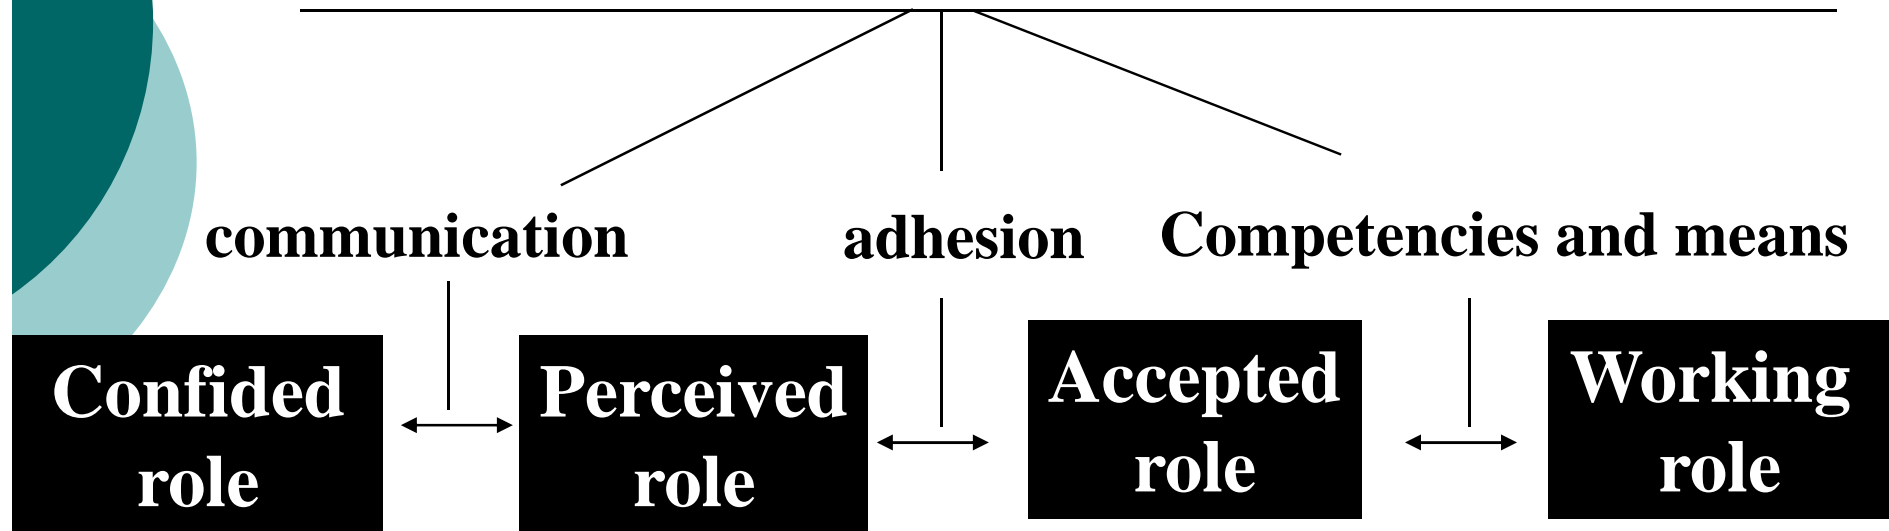 communication
adhesion
Competencies and means
Confided
role
Perceived
role
Accepted
role
Working
role